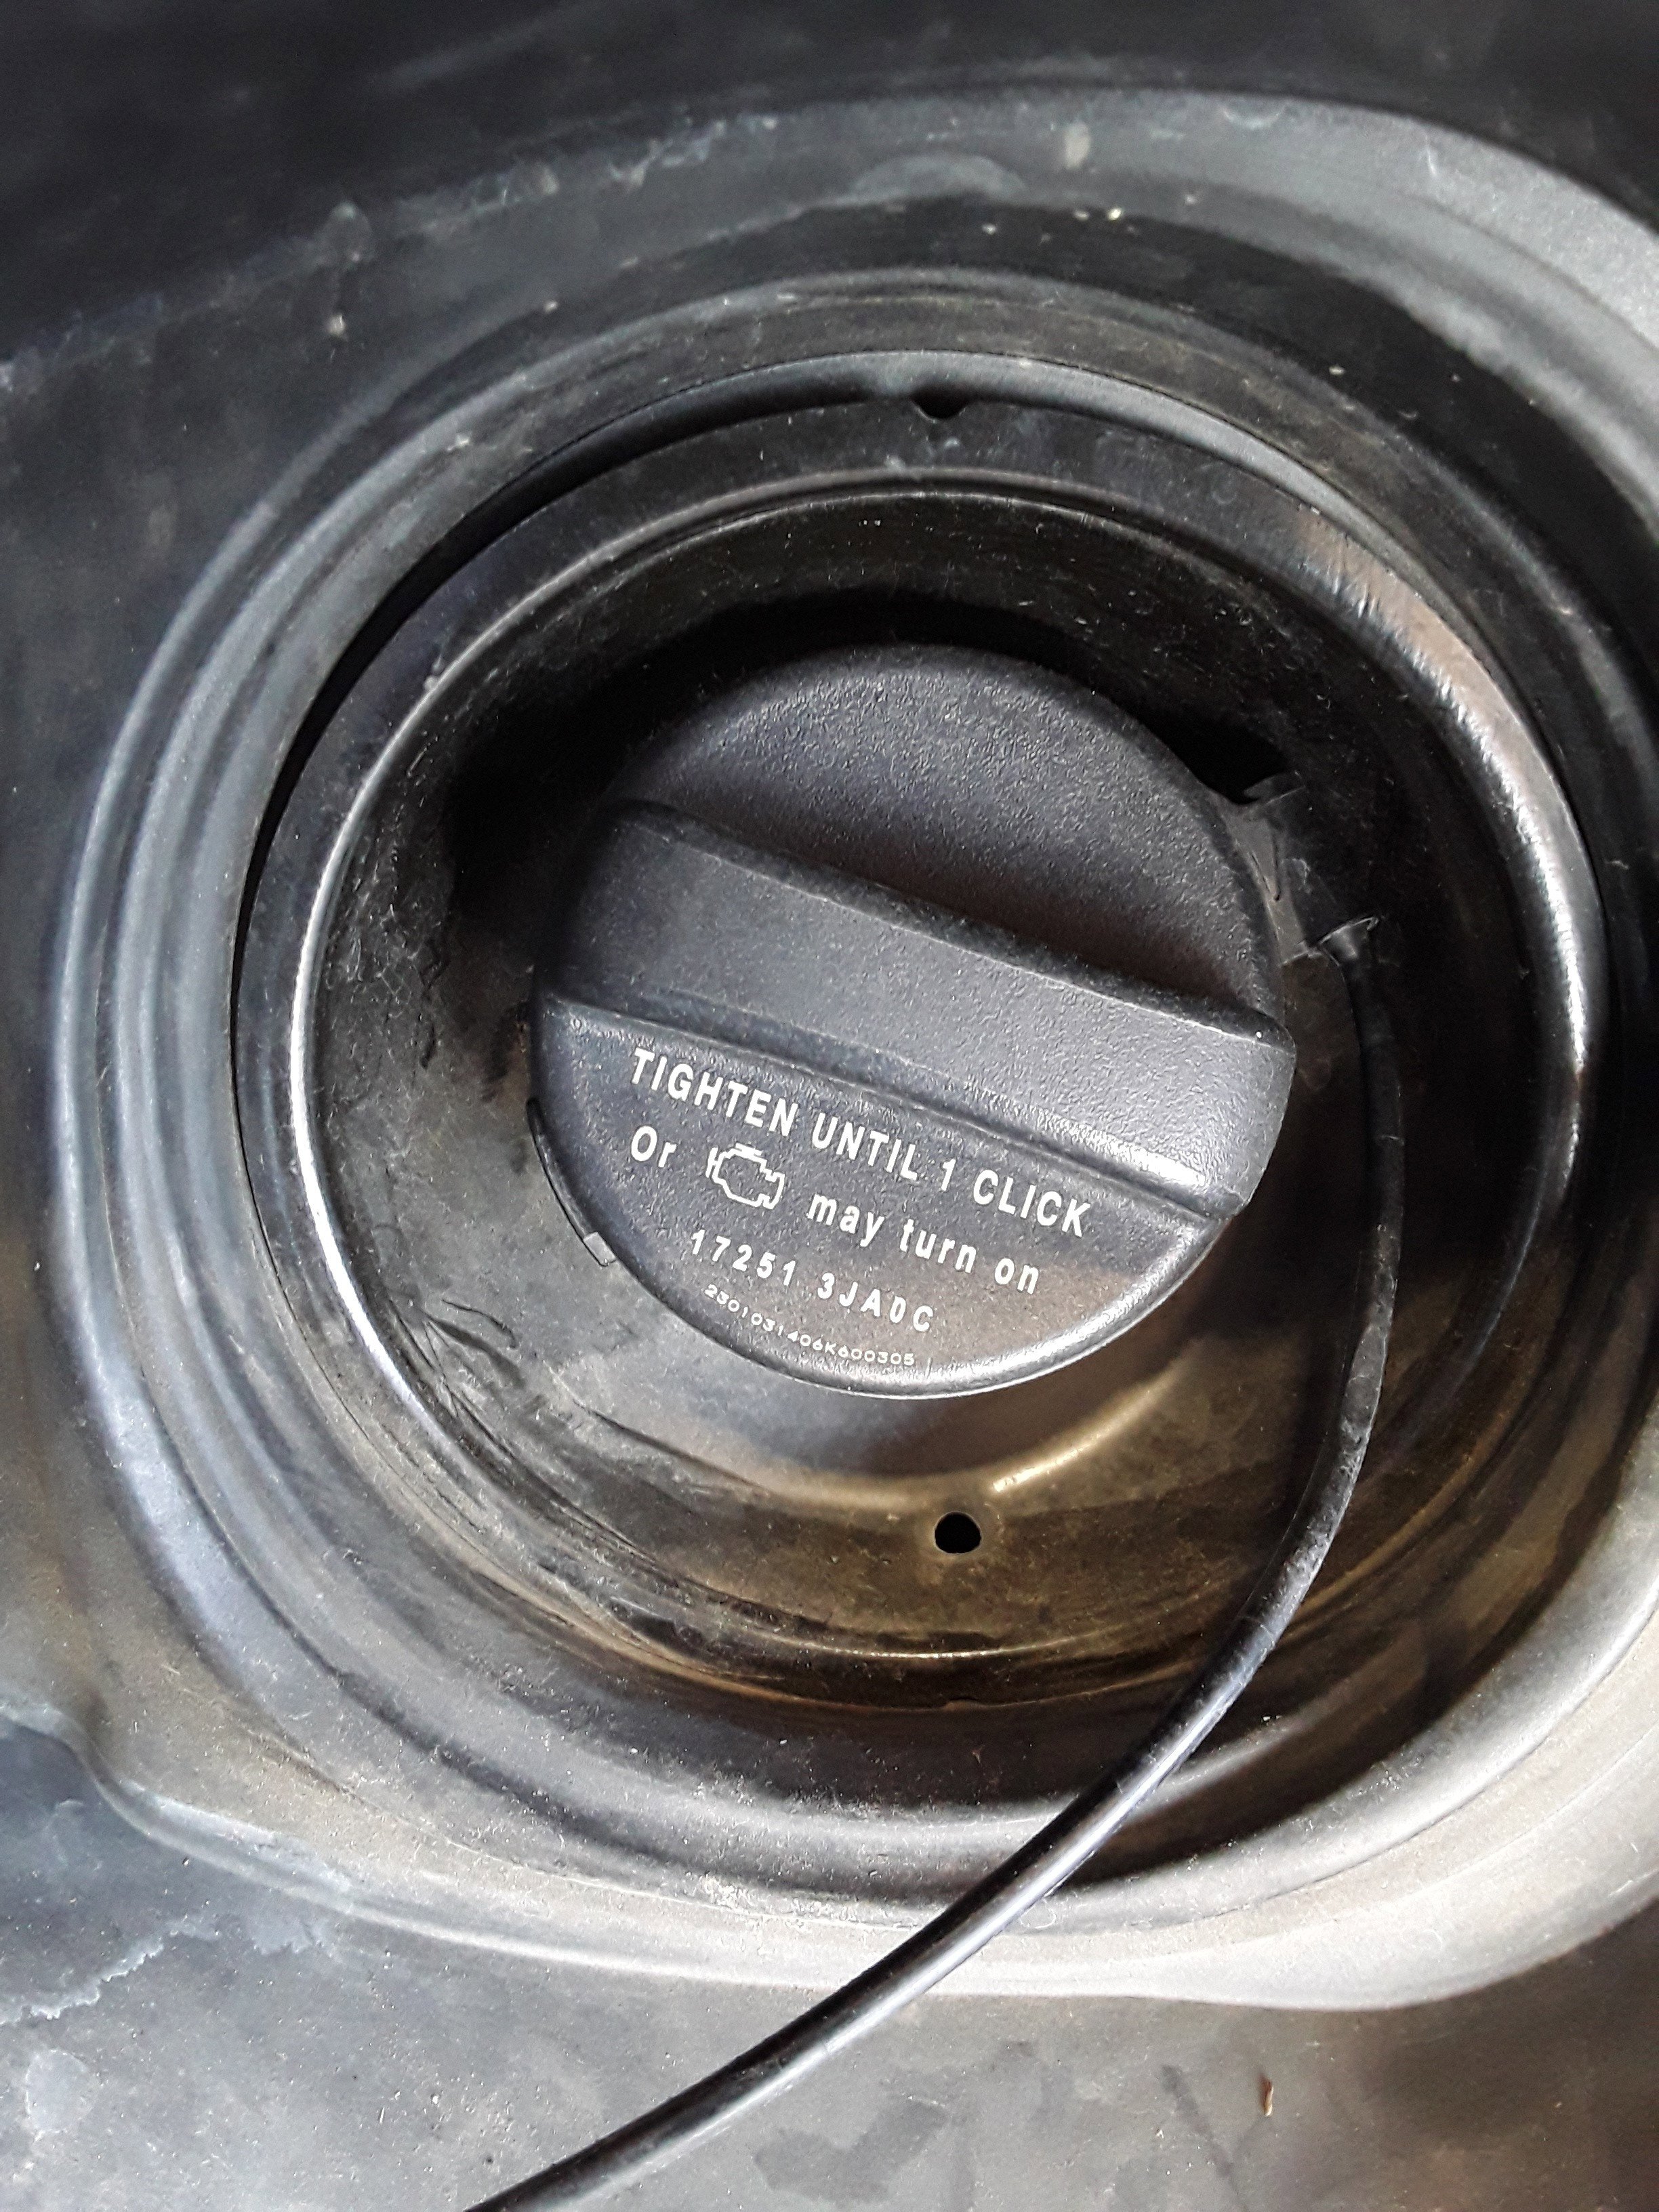 TIGHTEN UNTIL 1 CLICK
Or may turn on
17251 3JA0C
2301031406K600305